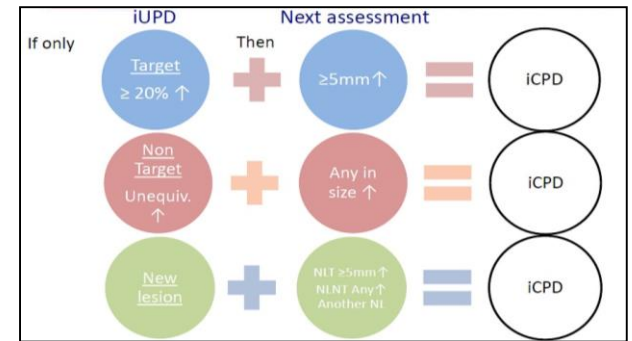 iUPD Next assessment
If only Then
Target
≥ 20% ↑
≥5mm↑
iCPD
Non
Target
Unequiv.
↑
Any in
size ↑
iCPD
New
lesion
NLT ≥5mm↑
NLNT Any↑
Another NL
iCPD